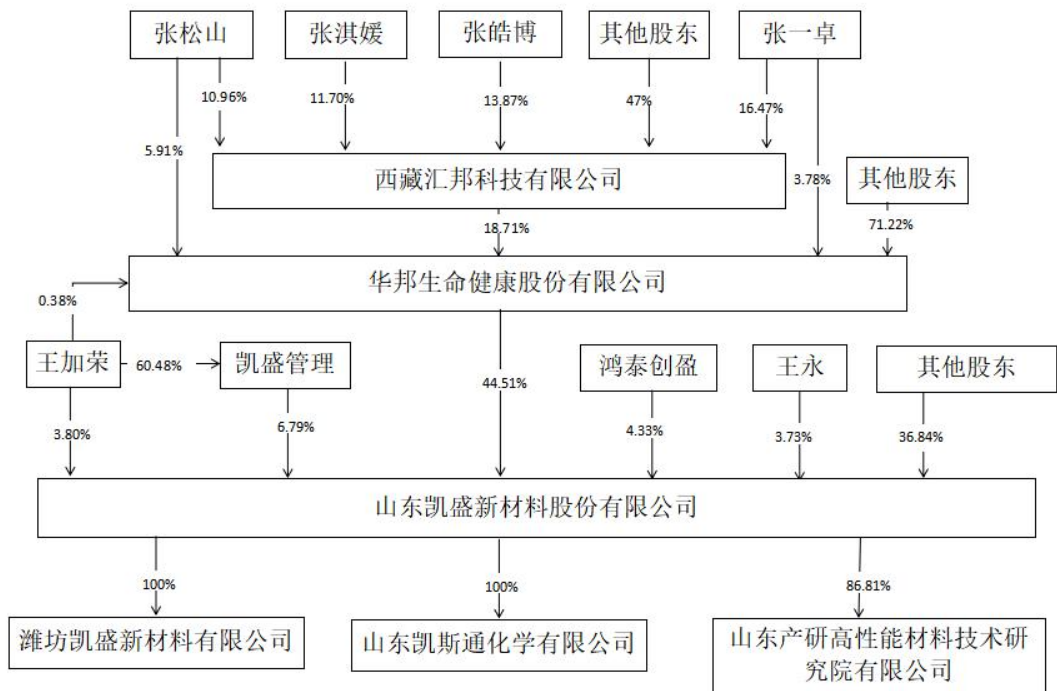 张松山
张淇媛
张皓博
其他股东
张一卓
10.96%
11.70%
13.87%
47%
16.47%
5.91%
西藏汇邦科技有限公司
3.78%
其他股东
18.71%
71.22%
华邦生命健康股份有限公司
0.38%
王加荣
60.48%
凯盛管理
44.51%
鸿泰创盈
王永
其他股东
3.80%
6.79%
4.33%
3.73%
36.84%
山东凯盛新材料股份有限公司
100%
100%
86.81%
潍坊凯盛新材料有限公司
山东凯斯通化学有限公司
山东产研高性能材料技术研
究院有限公司